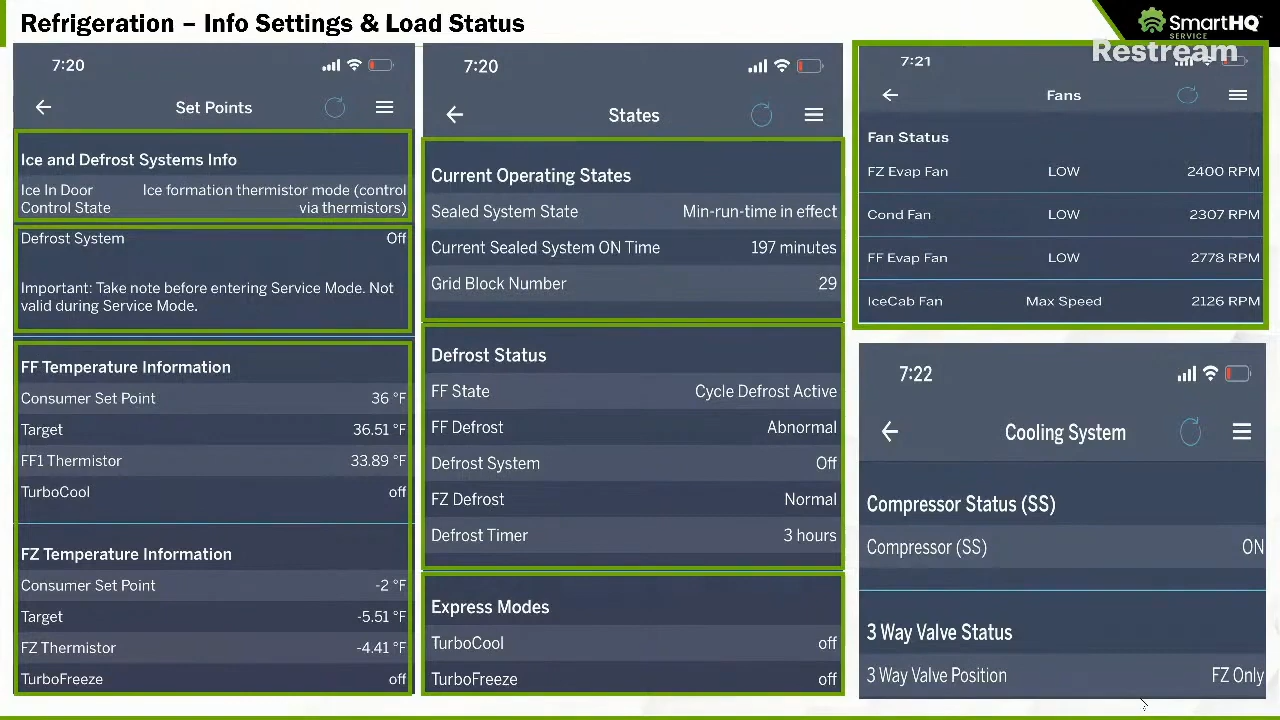 Refrigeration – Info Settings & Load Status
SmartHQ™
SERVICE
Restream
7:20
Set Points
Ice and Defrost Systems Info
Ice In Door Ice formation thermistor mode (control
Control State via thermistors)
Defrost System Off
Important: Take note before entering Service Mode. Not
valid during Service Mode.
FF Temperature Information
Consumer Set Point 36 °F
Target 36.51 °F
FF1 Thermistor 33.89 °F
TurboCool off
FZ Temperature Information
Consumer Set Point -2 °F
Target -5.51 °F
FZ Thermistor -4.41 °F
TurboFreeze off
7:20
States
Current Operating States
Sealed System State Min-run-time in effect
Current Sealed System ON Time 197 minutes
Grid Block Number 29
Defrost Status
FF State Cycle Defrost Active
FF Defrost Abnormal
Defrost System Off
FZ Defrost Normal
Defrost Timer 3 hours
Express Modes
TurboCool off
TurboFreeze off
7:21
Fans
Fan Status
FZ Evap Fan LOW 2400 RPM
Cond Fan LOW 2307 RPM
FF Evap Fan LOW 2778 RPM
IceCab Fan Max Speed 2126 RPM
7:22
Cooling System
Compressor Status (SS)
Compressor (SS) ON
3 Way Valve Status
3 Way Valve Position FZ Only